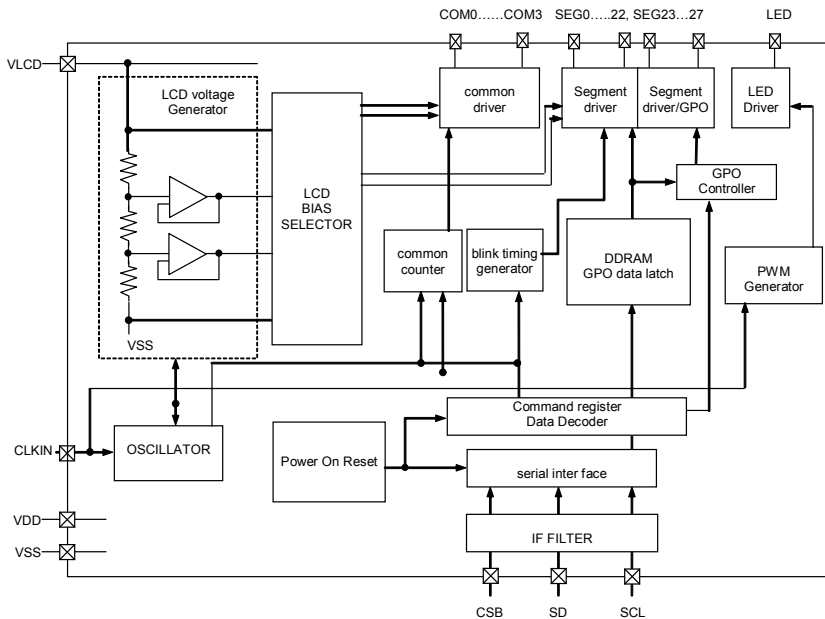 COM0......COM3
SEG0.....22, SEG23...27
LED
VLCD
LCD voltage
Generator
common
driver
Segment
driver
Segment
driver/GPO
LED
Driver
LCD
BIAS
SELECTOR
GPO
Controller
common
counter
blink timing
generator
DDRAM
GPO data latch
PWM
Generator
VSS
Command register
Data Decoder
OSCILLATOR
CLKIN
Power On Reset
serial inter face
VDD
VSS
IF FILTER
CSB
SD
SCL